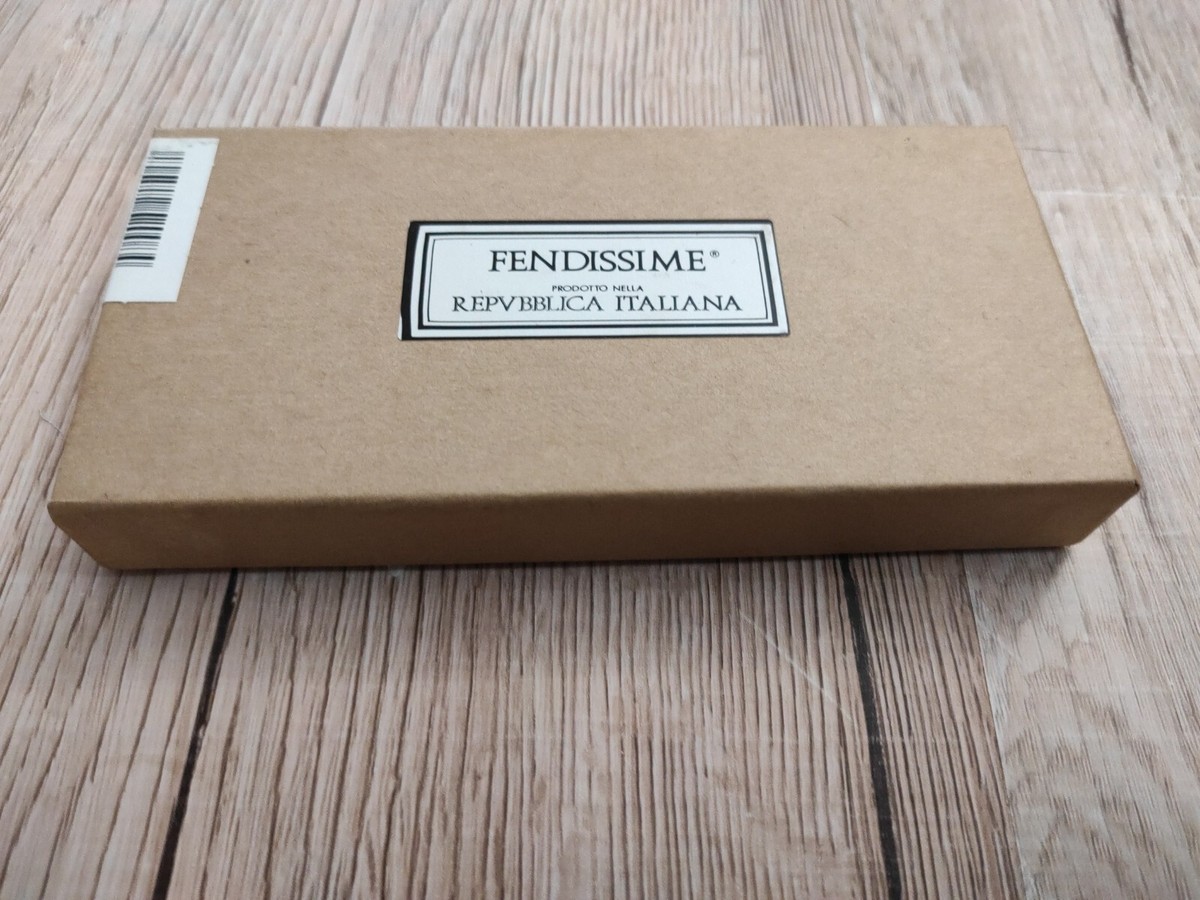 FENDISSIME®
PRODOTTO NELLA
REPVBBLICA ITALIANA